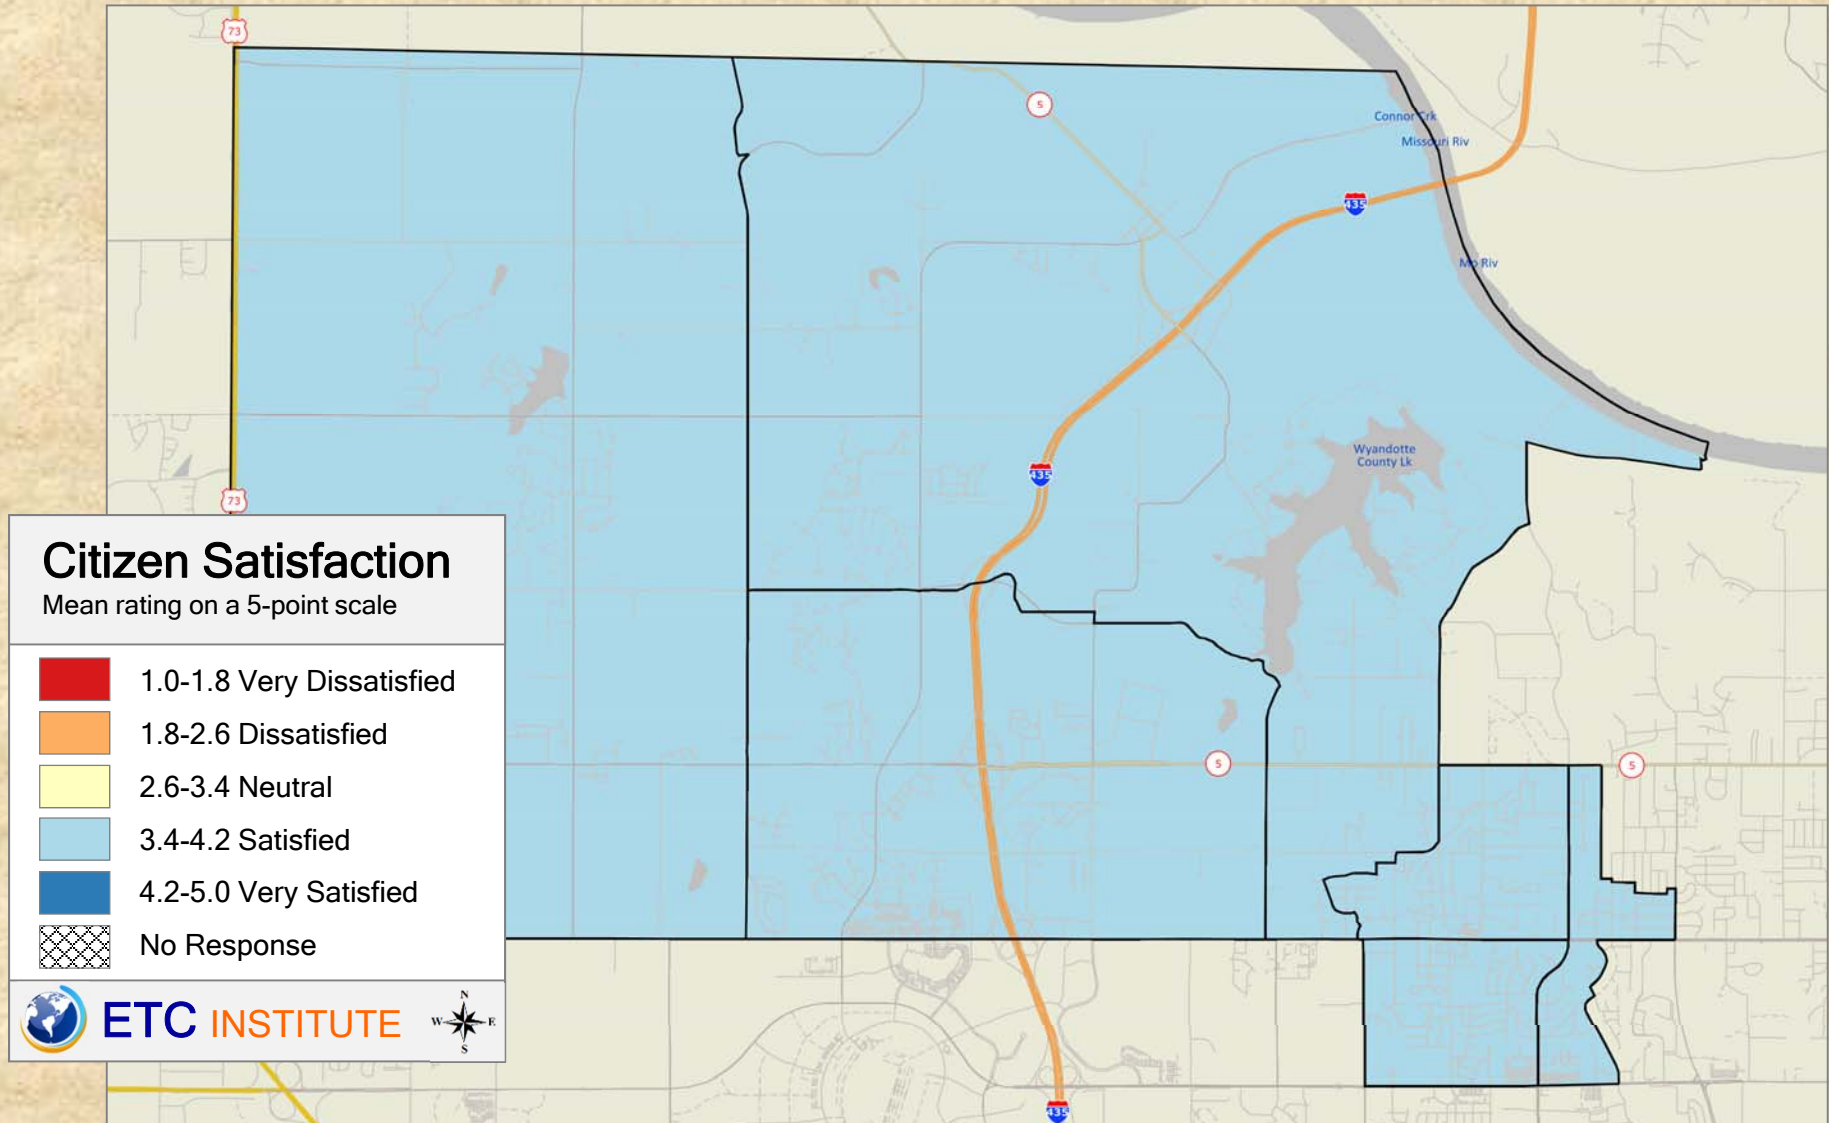 73
5
Connor Crk
Missouri Riv
435
Mo Riv
Wyandotte
County Lk
435
73
5
5
435
Citizen Satisfaction
Mean rating on a 5-point scale
1.0-1.8 Very Dissatisfied
1.8-2.6 Dissatisfied
2.6-3.4 Neutral
3.4-4.2 Satisfied
4.2-5.0 Very Satisfied
No Response
ETC INSTITUTE
N
W E
S